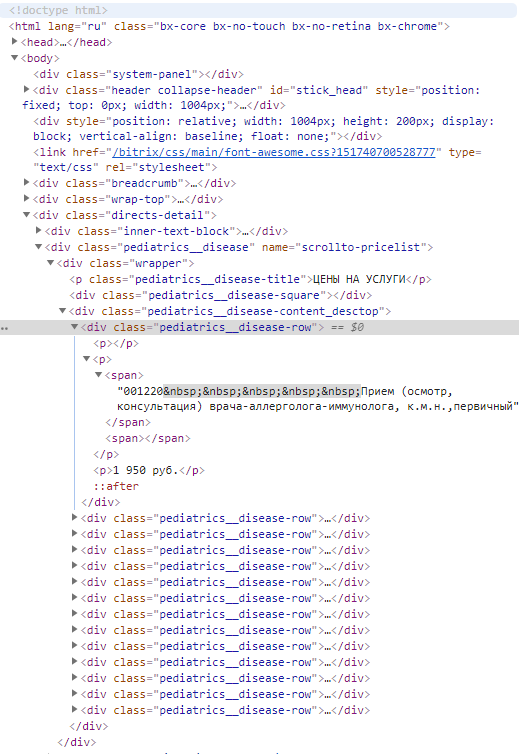 <!doctype html>
<html lang="ru" class="bx-core bx-no-touch bx-no-retina bx-chrome">
<head>…</head>
<body>
<div class="system-panel"></div>
<div class="header collapse-header" id="stick_head" style="position:
fixed; top: 0px; width: 1004px;">…</div>
<div style="position: relative; width: 1004px; height: 200px; display:
block; vertical-align: baseline; float: none;"></div>
<link href="/bitrix/css/main/font-awesome.css?151740700528777" type=
"text/css" rel="stylesheet">
<div class="breadcrumb">…</div>
<div class="wrap-top">…</div>
<div class="directs-detail">
<div class="inner-text-block">…</div>
<div class="pediatrics__disease" name="scrollto-pricelist">
<div class="wrapper">
<p class="pediatrics__disease-title">ЦЕНЫ НА УСЛУГИ</p>
<div class="pediatrics__disease-square"></div>
<div class="pediatrics__disease-content_desctop">
<div class="pediatrics__disease-row"> == $0
<p></p>
<p>
<span>
"001220&nbsp;&nbsp;&nbsp;&nbsp;&nbsp;Прием (осмотр,
консультация) врача-аллерголога-иммунолога, к.м.н.,первичный"
</span>
<span></span>
</p>
<p>1 950 руб.</p>
::after
</div>
<div class="pediatrics__disease-row">…</div>
<div class="pediatrics__disease-row">…</div>
<div class="pediatrics__disease-row">…</div>
<div class="pediatrics__disease-row">…</div>
<div class="pediatrics__disease-row">…</div>
<div class="pediatrics__disease-row">…</div>
<div class="pediatrics__disease-row">…</div>
<div class="pediatrics__disease-row">…</div>
<div class="pediatrics__disease-row">…</div>
<div class="pediatrics__disease-row">…</div>
<div class="pediatrics__disease-row">…</div>
<div class="pediatrics__disease-row">…</div>
<div class="pediatrics__disease-row">…</div>
</div>
</div>